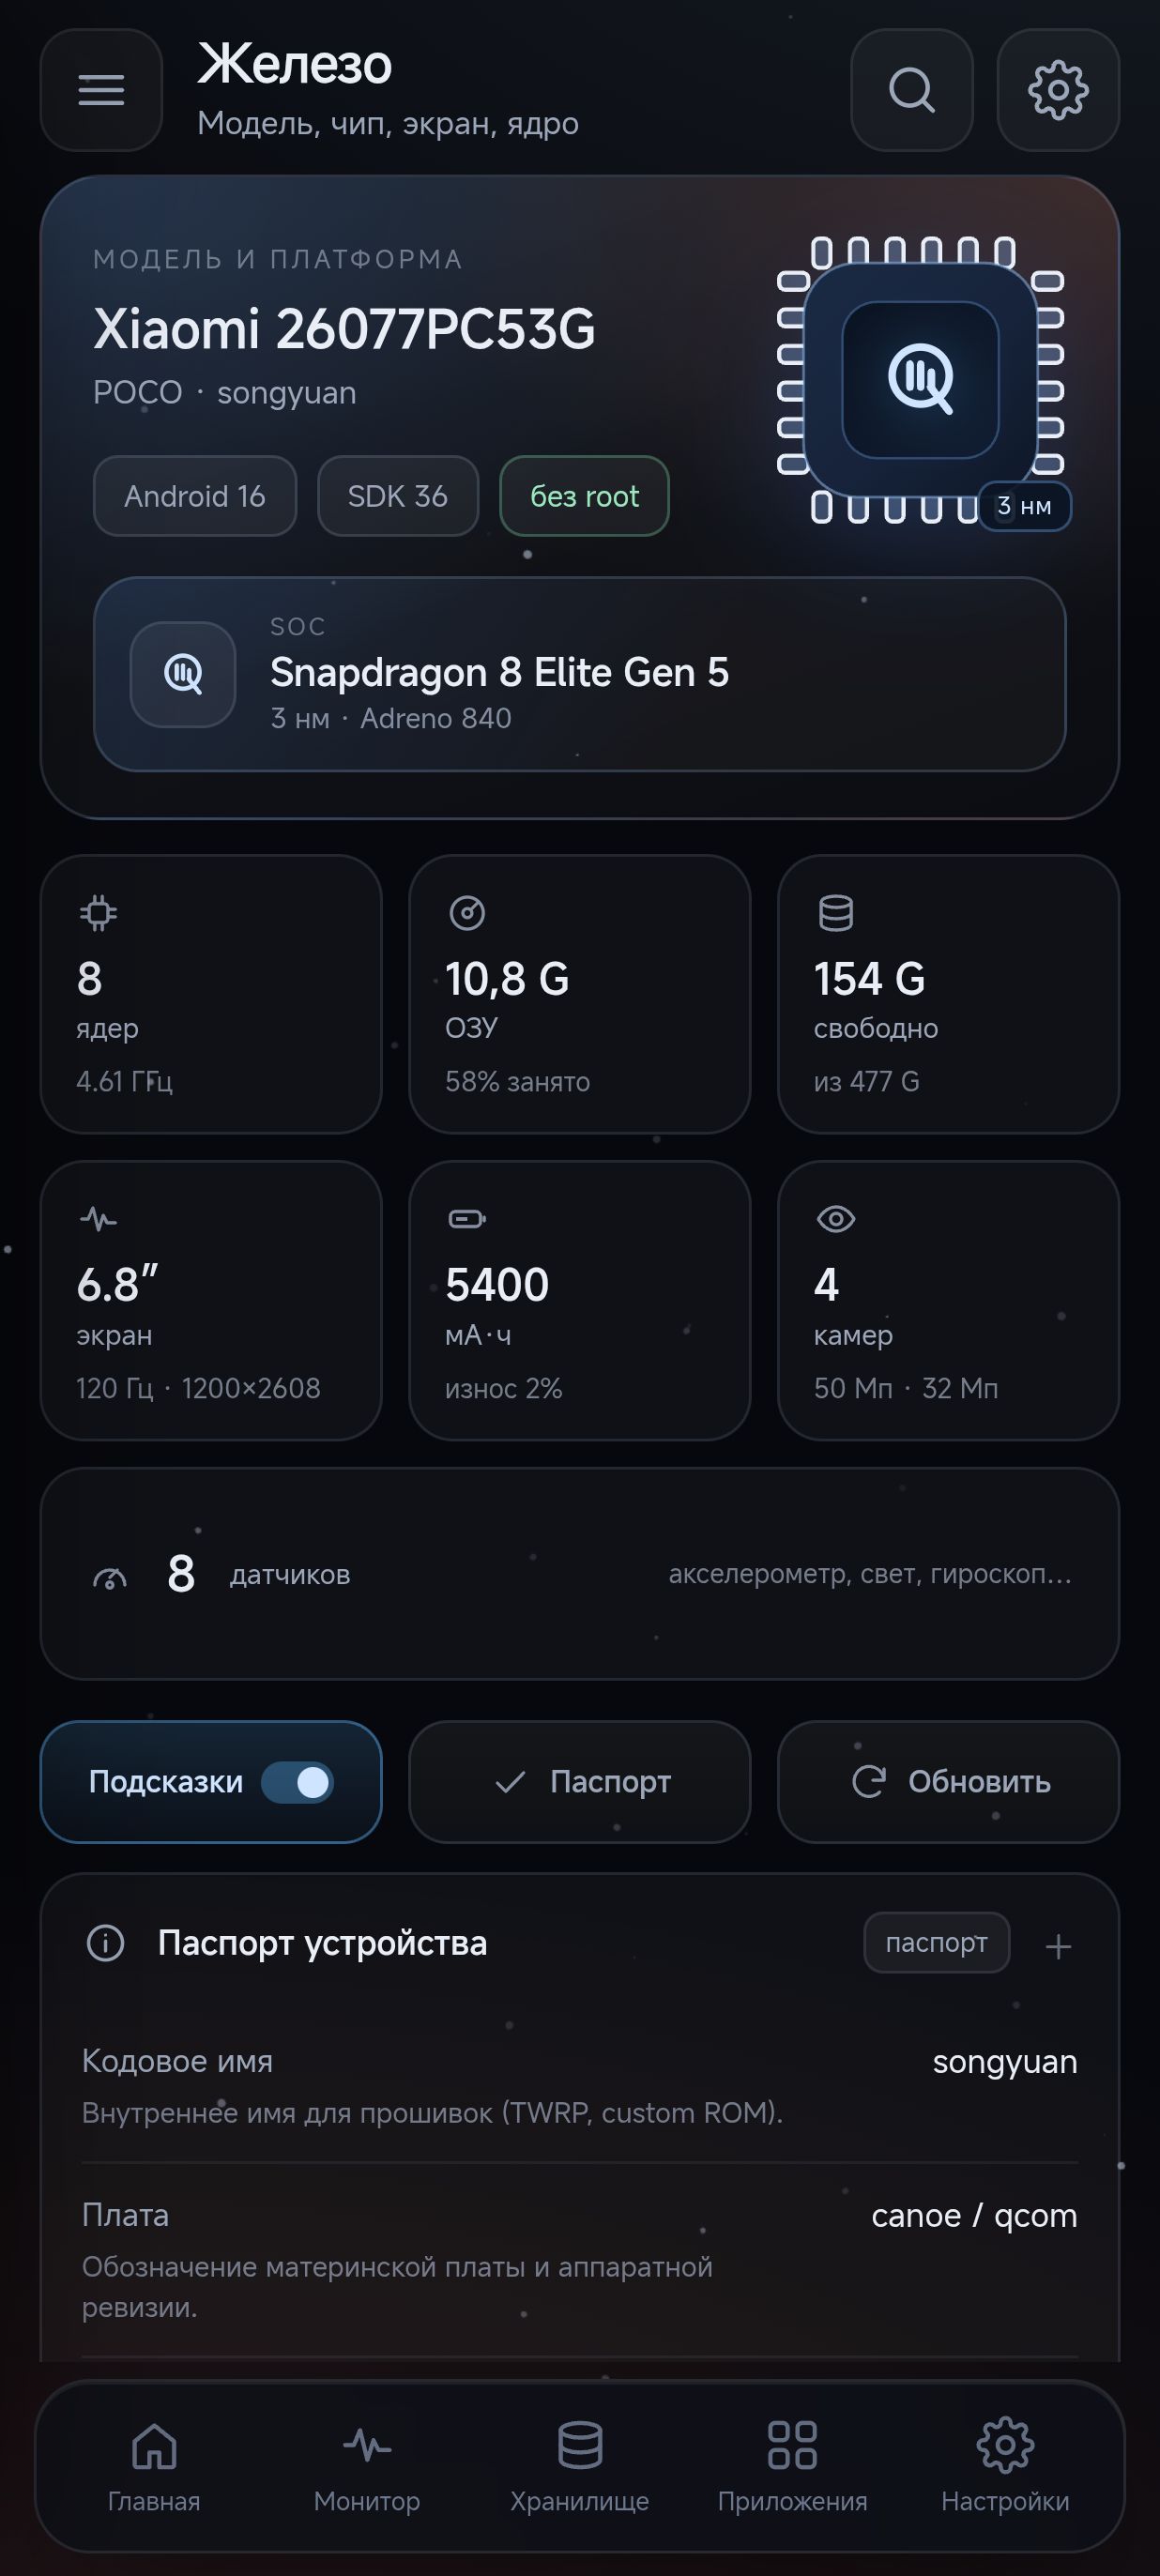 Железо
Модель, чип, экран, ядро
МОДЕЛЬ И ПЛАТФОРМА
Xiaomi 26077PC53G
POCO · songyuan
Android 16
SDK 36
без root
3 нм
SOC
Snapdragon 8 Elite Gen 5
3 нм · Adreno 840
8
ядер
4.61 ГГц
10,8 G
ОЗУ
58% занято
154 G
свободно
из 477 G
6.8″
экран
120 Гц · 1200×2608
5400
мА·ч
износ 2%
4
камер
50 Мп · 32 Мп
8 датчиков
акселерометр, свет, гироскоп...
Подсказки
Паспорт
Обновить
Паспорт устройства
паспорт
Кодовое имя
songyuan
Внутреннее имя для прошивок (TWRP, custom ROM).
Плата
canoe / qcom
Обозначение материнской платы и аппаратной
ревизии.
Главная
Монитор
Хранилище
Приложения
Настройки